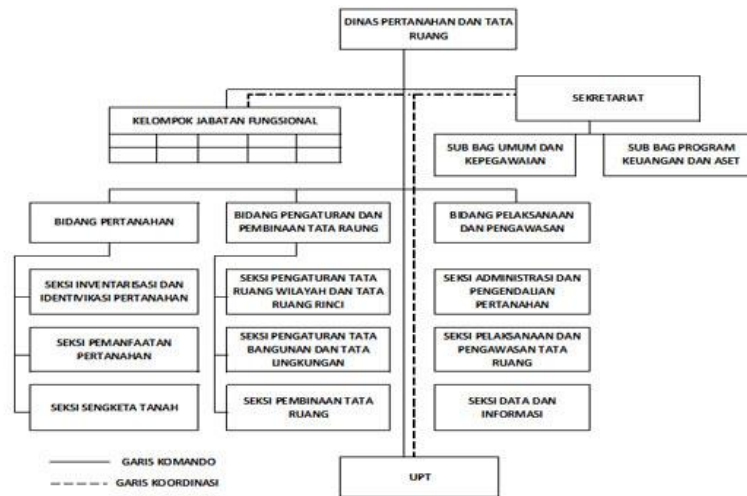 DINAS PERTANAHAN DAN TATA
RUANG
SEKRETARIAT
KELOMPOK JABATAN FUNGSIONAL
SUB BAG UMUM DAN
KEPEGAWAIAN
SUB BAG PROGRAM
KEUANGAN DAN ASET
BIDANG PERTANAHAN
BIDANG PENGATURAN DAN
PEMBINAAN TATA RAUNG
BIDANG PELAKSANAAN
DAN PENGAWASAN
SEKSI INVENTARISASI DAN
IDENTIVIKASI PERTANAHAN
SEKSI PENGATURAN TATA
RUANG WILAYAH DAN TATA
RUANG RINCI
SEKSI ADMINISTRASI DAN
PENGENDALIAN
PERTANAHAN
SEKSI PEMANFAATAN
PERTANAHAN
SEKSI PENGATURAN TATA
BANGUNAN DAN TATA
LINGKUNGAN
SEKSI PELAKSANAAN DAN
PENGAWASAN TATA
RUANG
SEKSI SENGKETA TANAH
SEKSI PEMBINAAN TATA
RUANG
SEKSI DATA DAN
INFORMASI
GARIS KOMANDO
GARIS KOORDINASI
UPT